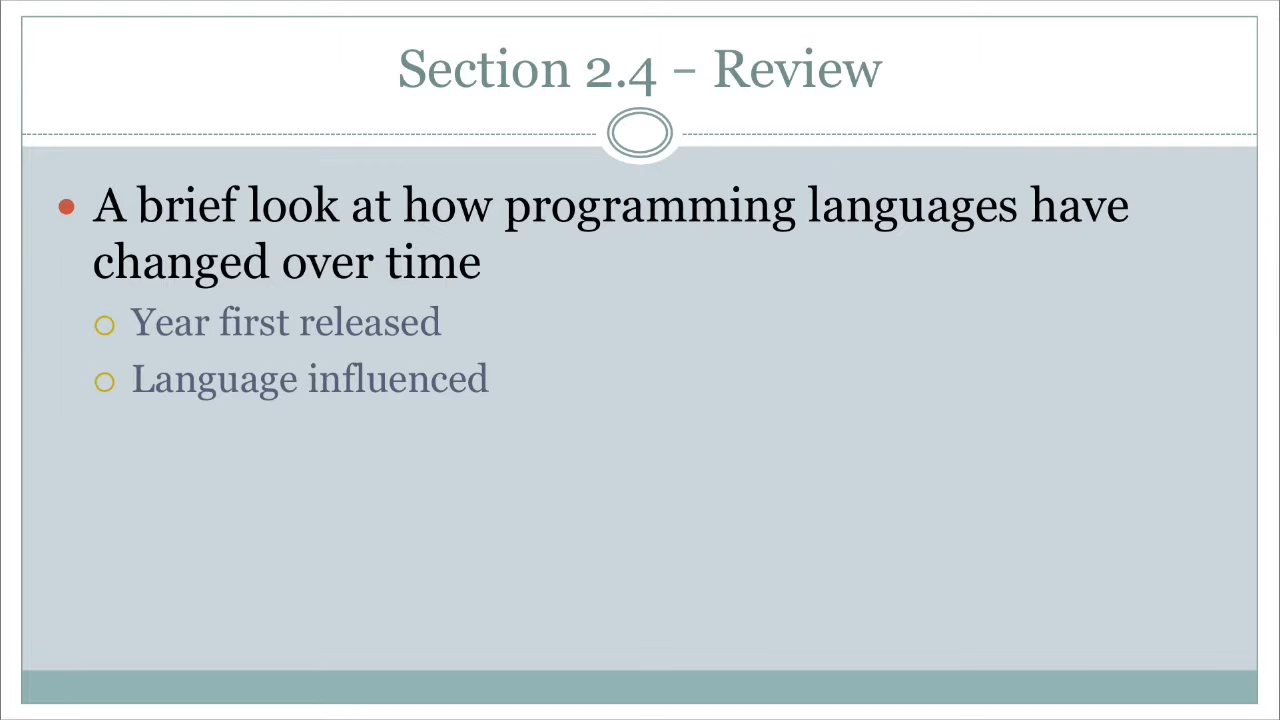 Section 2.4 – Review
A brief look at how programming languages have
changed over time
Year first released
Language influenced